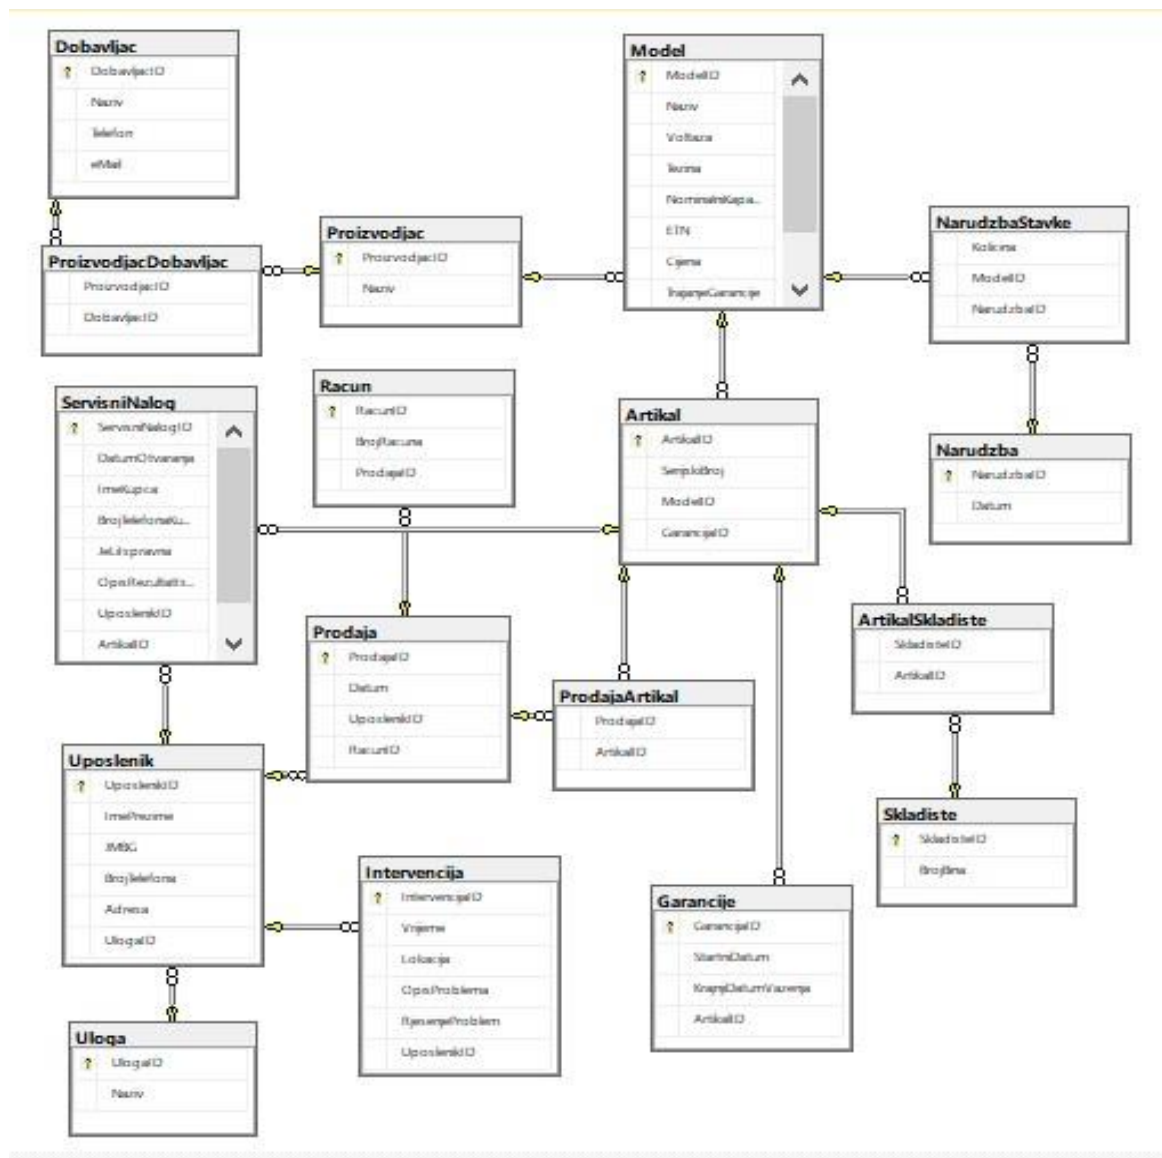 Dobavljac
DobavljacID
Naziv
Telefon
eMail
Model
ModelID
Naziv
Voltaza
Tezina
NominalniKapa...
ETN
Cijena
TrajanjeGarancije
NarudzbaStavke
Kolicina
ModelID
NarudzbaID
Proizvodjac
ProizvodjacID
Naziv
ProizvodjacDobavljac
ProizvodjacID
DobavljacID
Racun
RacunID
BrojRacuna
ProdajaID
ServisniNalog
ServisniNalogID
DatumOtvaranja
ImeKupca
BrojTelefonaKu...
JeLiIspravna
OpisRezultatTs...
UposlenikID
ArtikalID
Artikal
ArtikalID
SerijskiBroj
ModelID
GarancijaID
Narudzba
NarudzbaID
Datum
Prodaja
ProdajaID
Datum
UposlenikID
RacunID
ProdajaArtikal
ProdajaID
ArtikalID
ArtikalSkladiste
SkladisteID
ArtikalID
Uposlenik
UposlenikID
ImePrezime
JMBG
BrojTelefona
Adresa
UlogaID
Skladiste
SkladisteID
BrojBina
Intervencija
IntervencijaID
Vrijeme
Lokacija
OpisProblema
RjesenjeProblem
UposlenikID
Garancije
GarancijaID
StartniDatum
KrajnjiDatumVazenja
ArtikalID
Uloga
UlogaID
Naziv